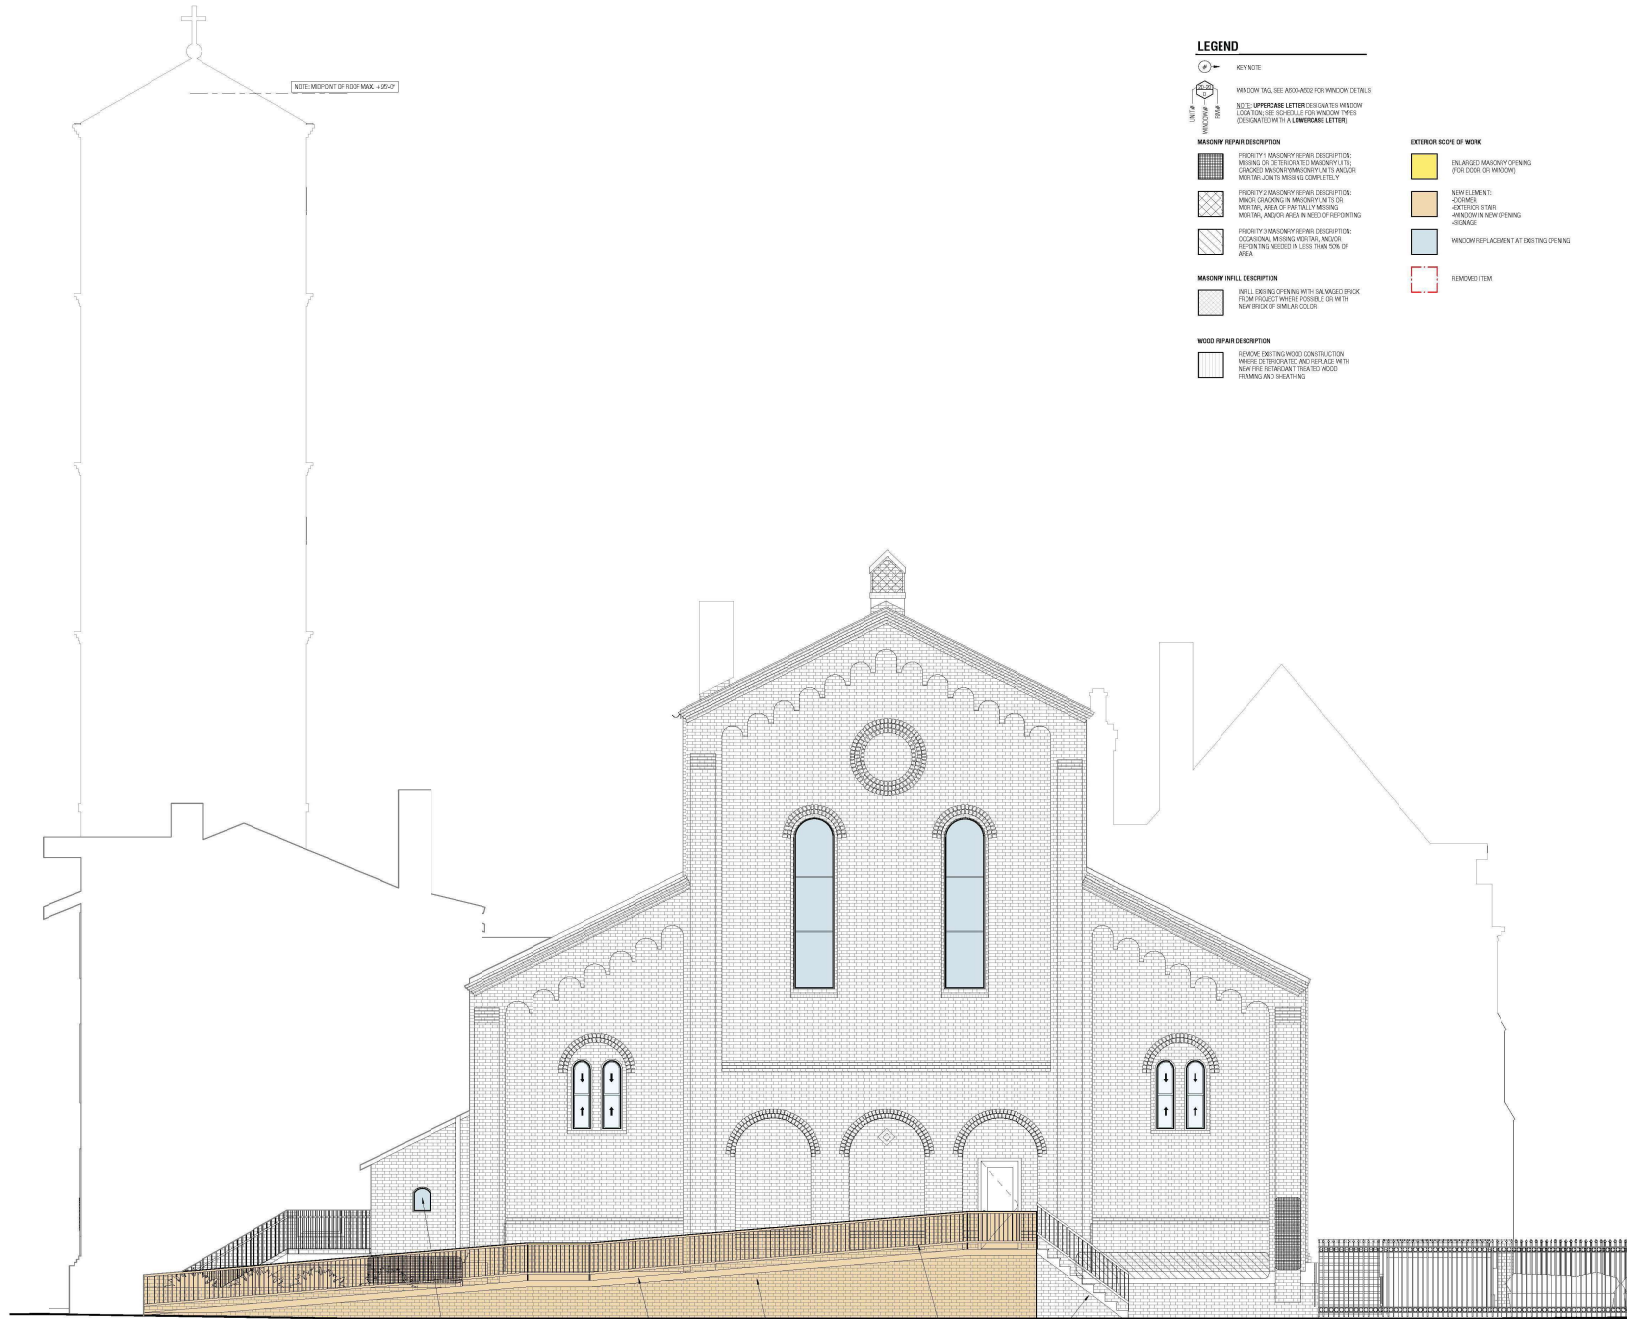 NOTE: MIDPOINT OF ROOF MAX. +95'-0"
LEGEND
#
KEYNOTE
WINDOW TAG, SEE A600-A602 FOR WINDOW DETAILS
UNIT#
WINDOW#
RM#
NOTE: UPPERCASE LETTER DESIGNATES WINDOW
LOCATION; SEE SCHEDULE FOR WINDOW TYPES
(DESIGNATED WITH A LOWERCASE LETTER)
MASONRY REPAIR DESCRIPTION
PRIORITY 1 MASONRY REPAIR DESCRIPTION:
MISSING OR DETERIORATED MASONRY UITS;
CRACKED MASONRY/MASONRY UNITS AND/OR
MORTAR JOINTS MISSING COMPLETELY
PRIORITY 2 MASONRY REPAIR DESCRIPTION:
MINOR CRACKING IN MASONRY UNITS OR
MORTAR, AREA OF PARTIALLY MISSING
MORTAR, AND/OR AREA IN NEED OF REPOINTING
PRIORITY 3 MASONRY REPAIR DESCRIPTION:
OCCASIONAL MISSING MORTAR, AND/OR
REPOINTING NEEDED IN LESS THAN 50% OF
AREA
MASONRY INFILL DESCRIPTION
INFILL EXISING OPENING WITH SALVAGED BRICK
FROM PROJECT WHERE POSSIBLE OR WITH
NEW BRICK OF SIMILAR COLOR
WOOD RIPAIR DESCRIPTION
REMOVE EXISTING WOOD CONSTRUCTION
WHERE DETERIORATED AND REPLACE WITH
NEW FIRE RETARDANT TREATED WOOD
FRAMING AND SHEATHING
EXTERIOR SCOPE OF WORK
ENLARGED MASONRY OPENING
(FOR DOOR OR WINDOW)
NEW ELEMENT:
-DORMER
-EXTERIOR STAIR
-WINDOW IN NEW OPENING
-SIGNAGE
WINDOW REPLACEMENT AT EXISTING OPENING
REMOVED ITEM